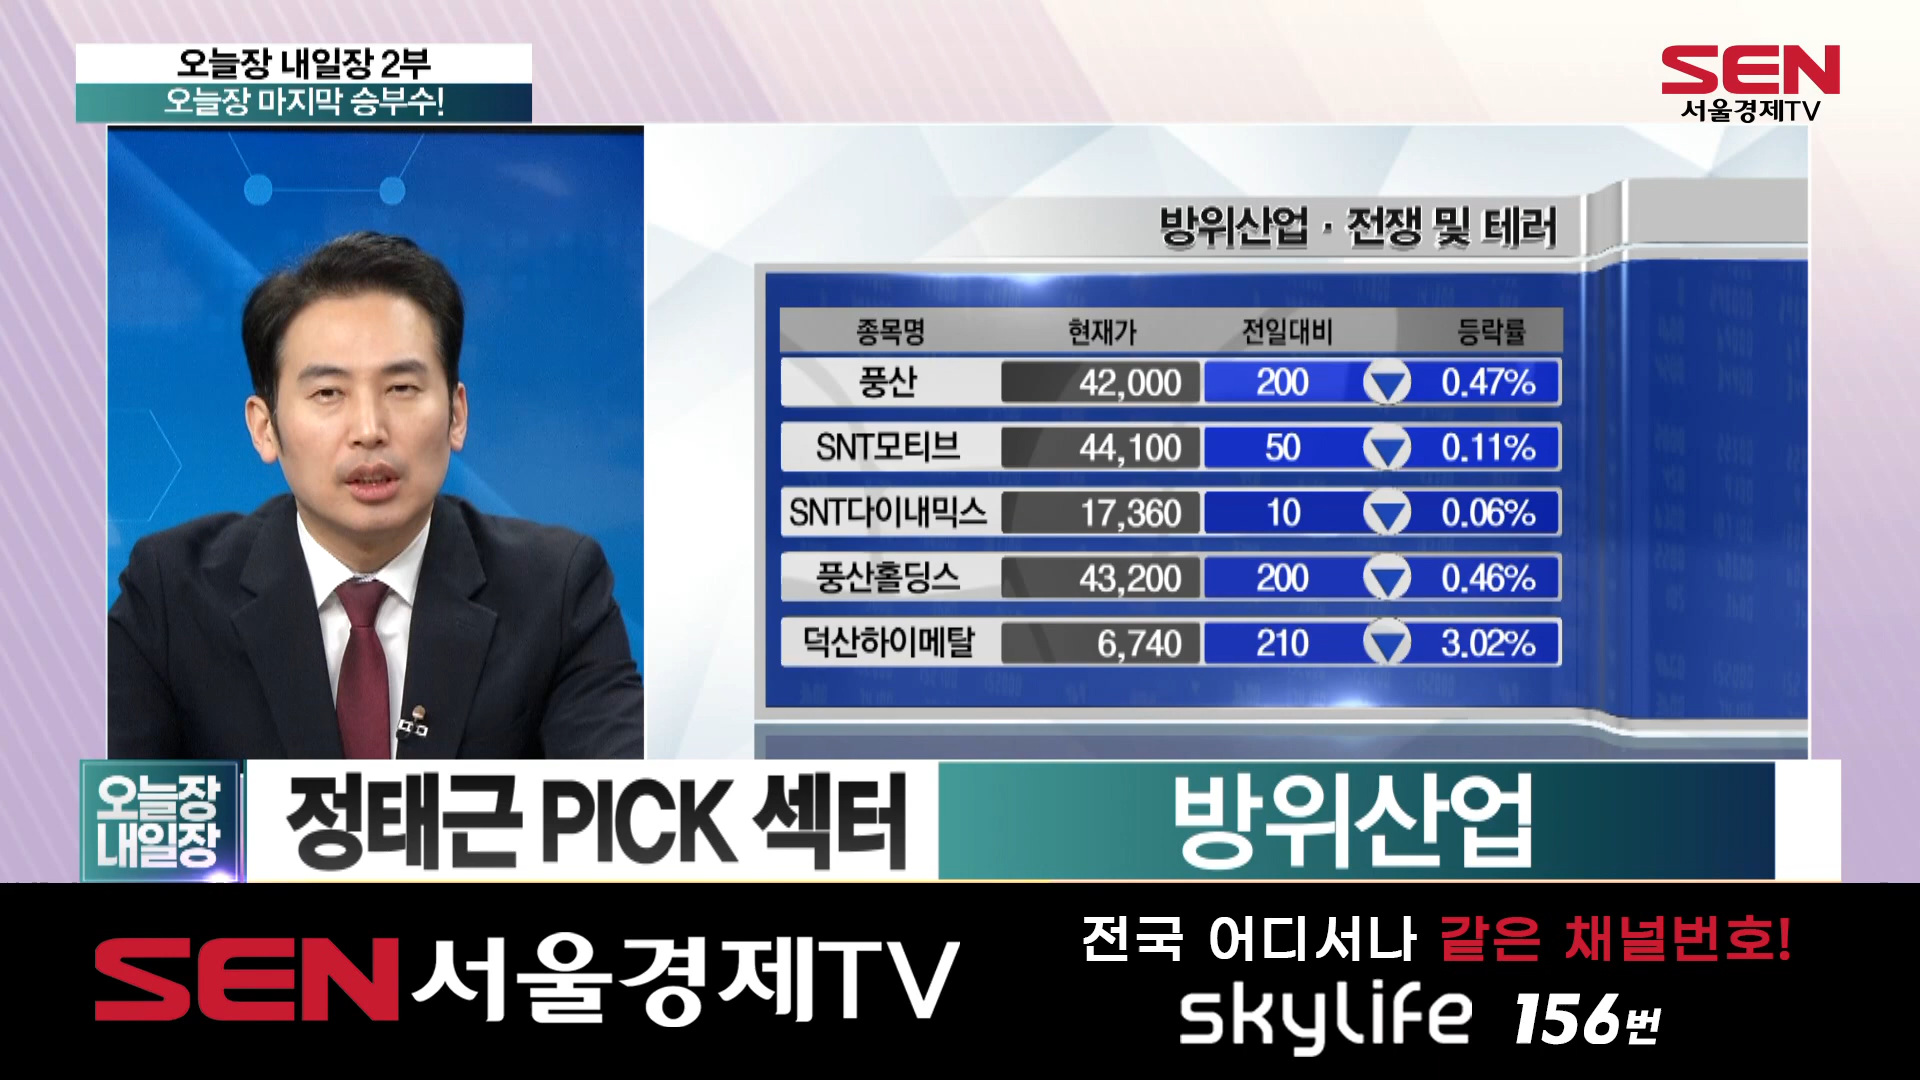 오늘장 내일장 2부
오늘장 마지막 승부수!
SEN
서울경제TV
방위산업 · 전쟁 및 테러
종목명 현재가 전일대비 등락률
풍산 42,000 200 ▼ 0.47%
SNT모티브 44,100 50 ▼ 0.11%
SNT다이내믹스 17,360 10 ▼ 0.06%
풍산홀딩스 43,200 200 ▼ 0.46%
덕산하이메탈 6,740 210 ▼ 3.02%
오늘장
내일장
정태근 PICK 섹터
방위산업
SEN서울경제TV
전국 어디서나 같은 채널번호!
skylife 156번